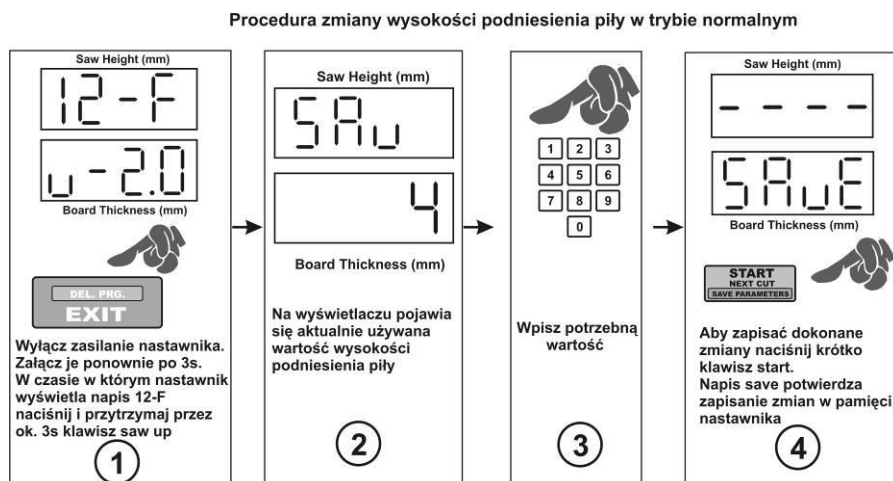 Procedura zmiany wysokości podniesienia piły w trybie normalnym
Saw Height (mm)
12-F
u-2.0
Board Thickness (mm)
DEL. PRG.
EXIT
Wyłącz zasilanie nastawnika.
Załącz je ponownie po 3s.
W czasie w którym nastawnik
wyświetla napis 12-F
naciśnij i przytrzymaj przez
ok. 3s klawisz saw up
1
Saw Height (mm)
SAu
4
Board Thickness (mm)
Na wyświetlaczu pojawia
się aktualnie używana
wartość wysokości
podniesienia piły
2
1 2 3
4 5 6
7 8 9
0
Wpisz potrzebną
wartość
3
Saw Height (mm)
- - - -
SAuE
Board Thickness (mm)
START
NEXT CUT
SAVE PARAMETERS
Aby zapisać dokonane
zmiany naciśnij krótko
klawisz start.
Napis save potwierdza
zapisanie zmian w pamięci
nastawnika
4